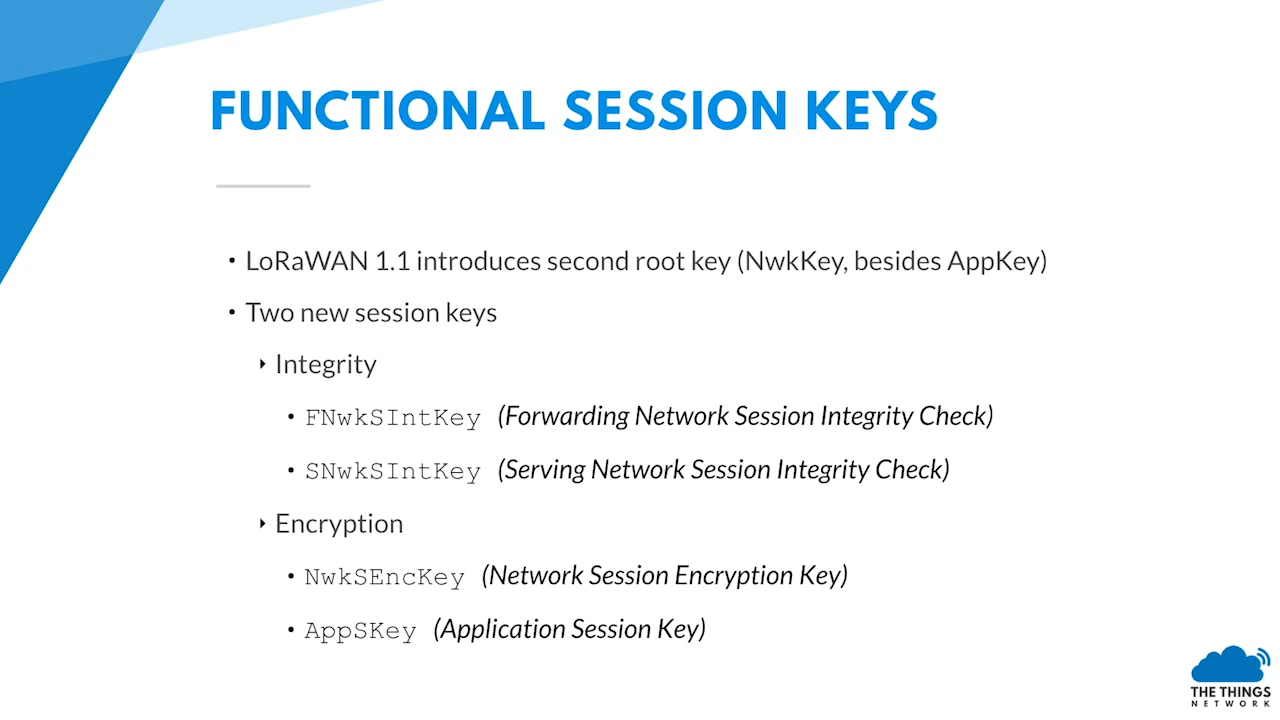 FUNCTIONAL SESSION KEYS
• LoRaWAN 1.1 introduces second root key (NwkKey, besides AppKey)
• Two new session keys
‣ Integrity
• FNwkSIntKey (Forwarding Network Session Integrity Check)
• SNwkSIntKey (Serving Network Session Integrity Check)
‣ Encryption
• NwkSEncKey (Network Session Encryption Key)
• AppSKey (Application Session Key)
THE THINGS
NETWORK